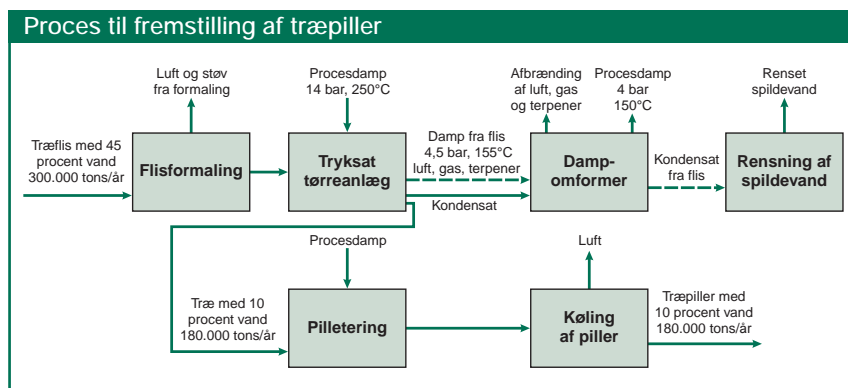 Proces til fremstilling af træpiller
Luft og støv
fra formaling
Procesdamp
14 bar, 250°C
Afbrænding
af luft, gas
og terpener
Procesdamp
4 bar
150°C
Renset
spildevand
Træflis med 45
procent vand
300.000 tons/år
Flisformaling
Tryksat
tørreanlæg
Damp fra flis
4,5 bar, 155°C
luft, gas, terpener
Kondensat
Damp-
omformer
Kondensat
fra flis
Rensning af
spildevand
Procesdamp
Luft
Træ med 10
procent vand
180.000 tons/år
Pilletering
Køling
af piller
Træpiller med
10 procent vand
180.000 tons/år